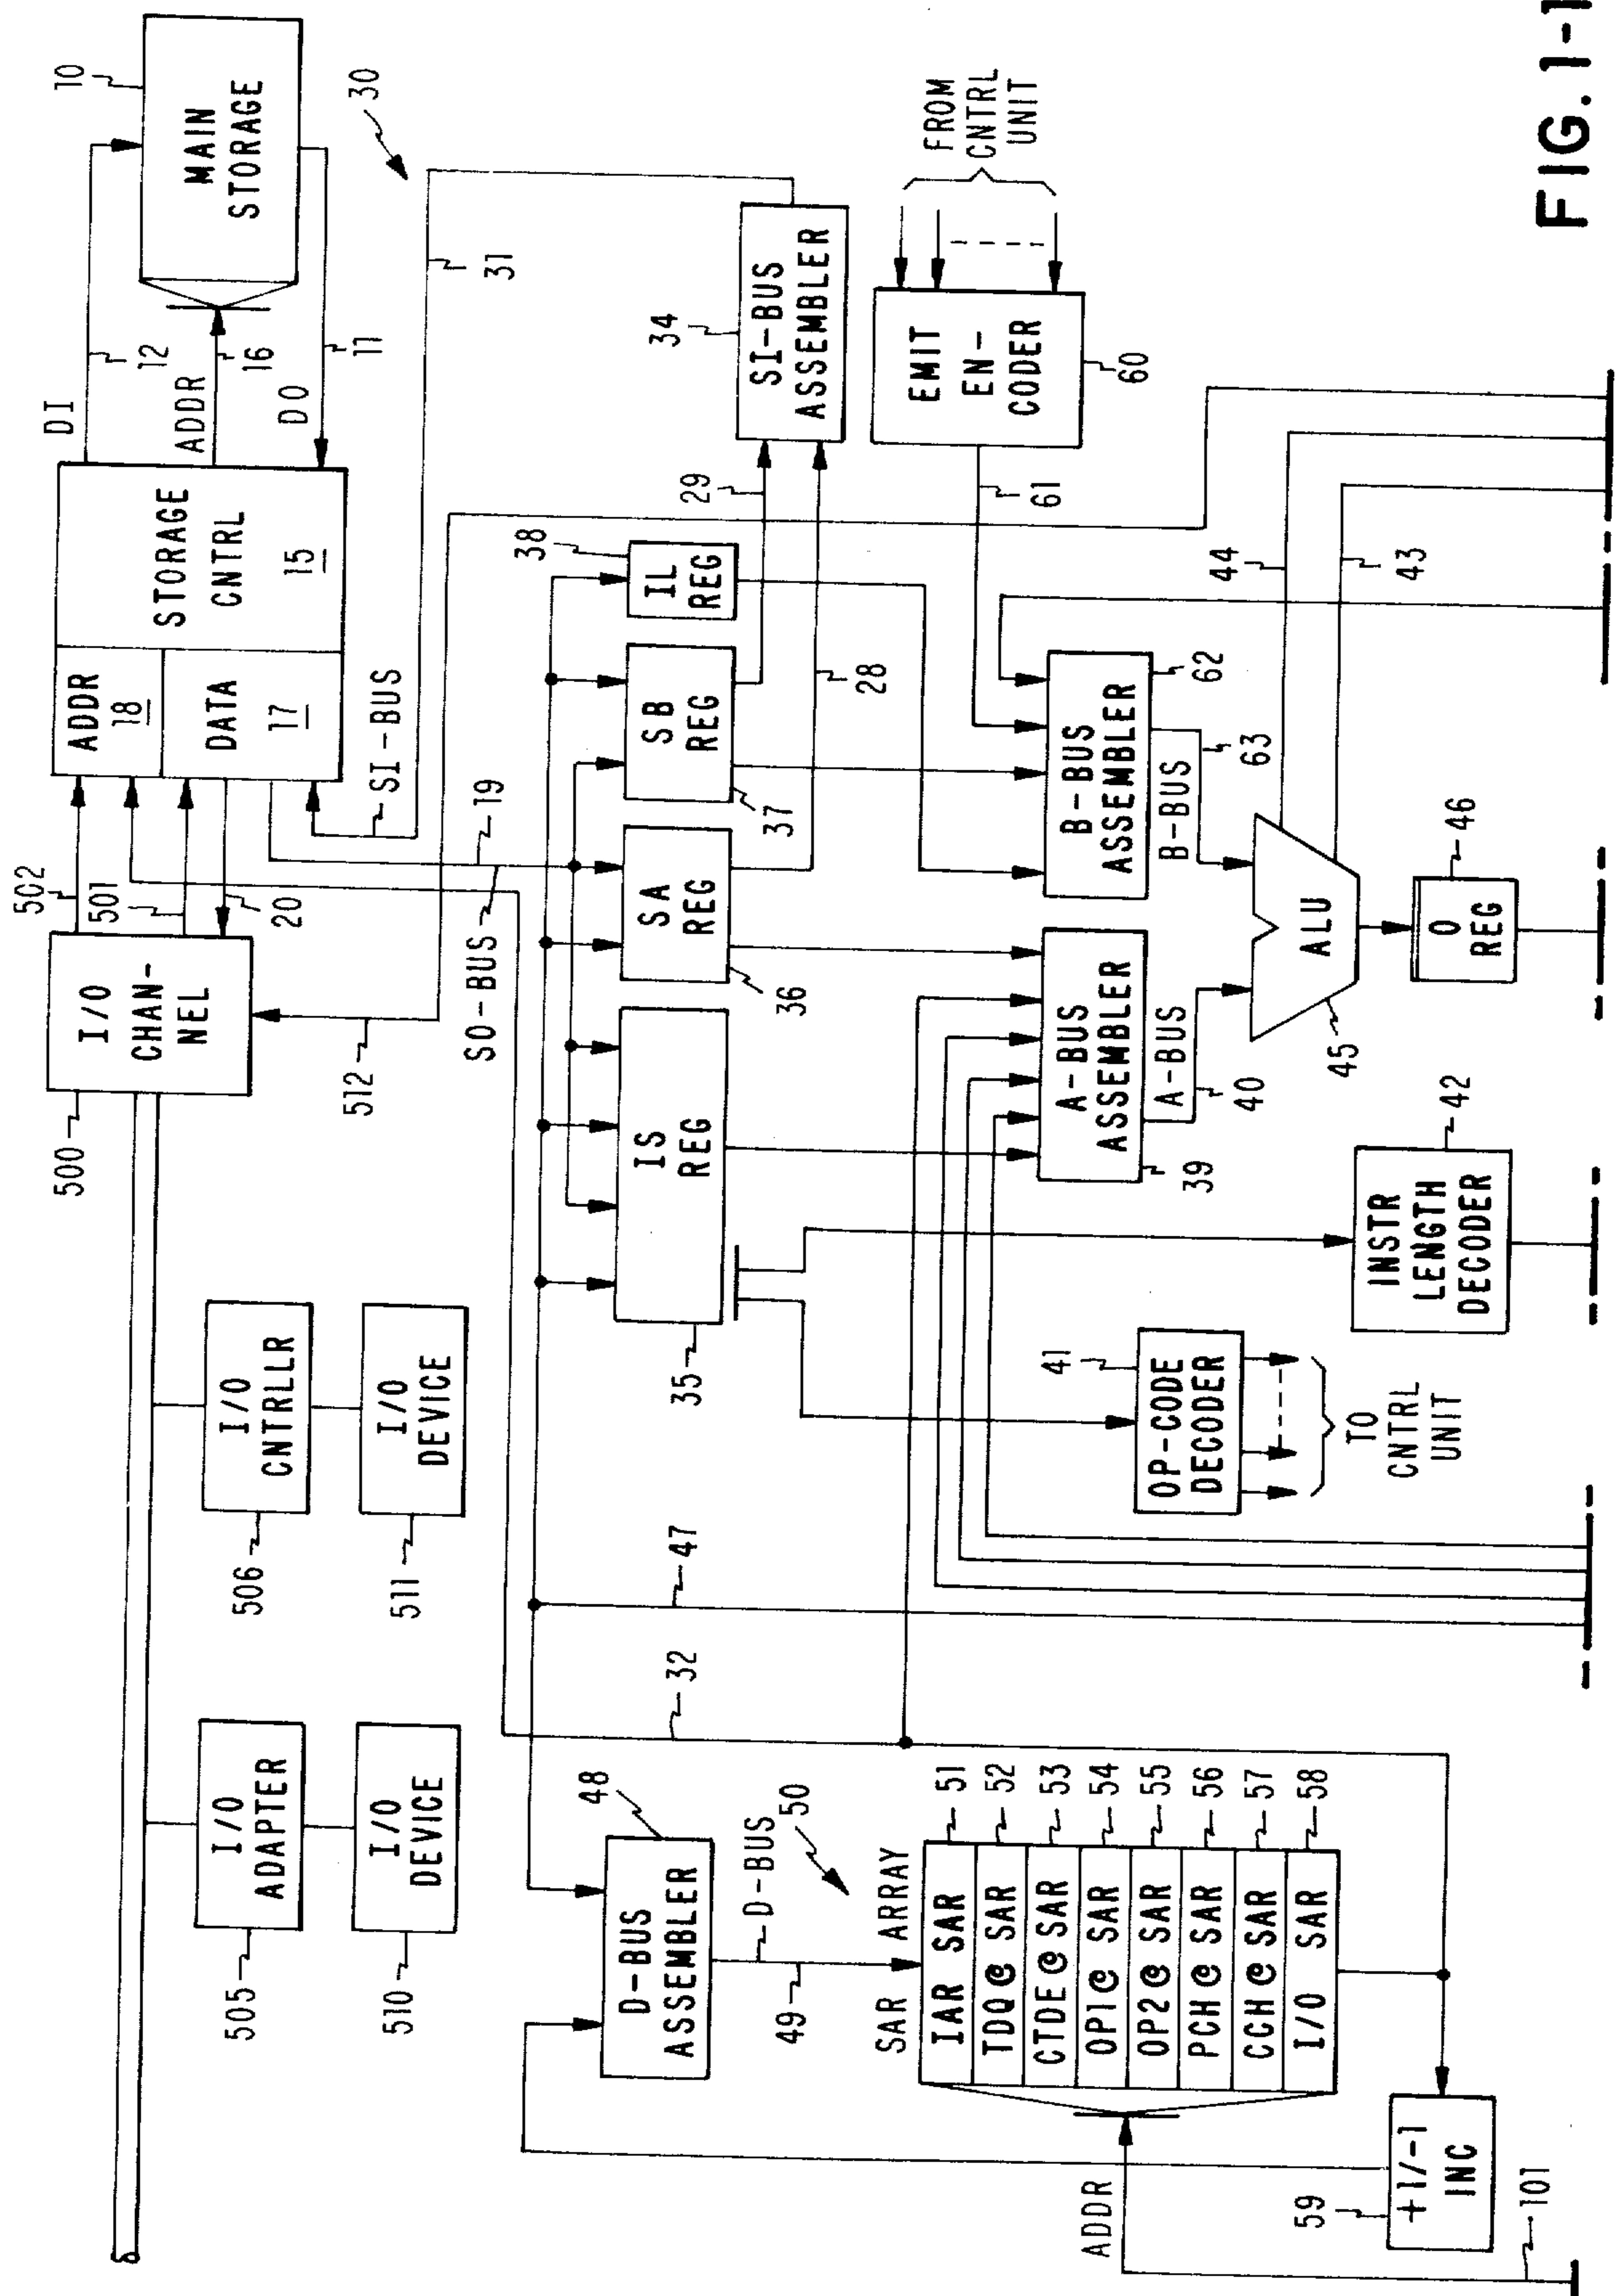 500
I/O
CHAN-
NEL
502
501
20
ADDR
18
DATA
17
STORAGE
CNTRL
15
DI
12
ADDR
16
DO
11
MAIN
STORAGE
10
30
I/O
ADAPTER
505
I/O
DEVICE
510
I/O
CNTRLLR
506
I/O
DEVICE
511
512
SO-BUS
19
SI-BUS
31
32
47
IS
REG
35
SA
REG
36
SB
REG
37
IL
REG
38
29
28
SI-BUS
ASSEMBLER
34
FROM
CNTRL
UNIT
EMIT
EN-
CODER
60
61
D-BUS
ASSEMBLER
48
D-BUS
49
50
SAR ARRAY
IAR SAR
51
TDQ@ SAR
52
CTDE@ SAR
53
OP1@ SAR
54
OP2@ SAR
55
PCH@ SAR
56
CCH@ SAR
57
I/O SAR
58
ADDR
59
+1/-1
INC
101
OP-CODE
DECODER
41
TO
CNTRL
UNIT
INSTR
LENGTH
DECODER
42
A-BUS
ASSEMBLER
39
A-BUS
40
B-BUS
ASSEMBLER
62
B-BUS
63
ALU
45
44
43
O
REG
46
FIG. 1-1